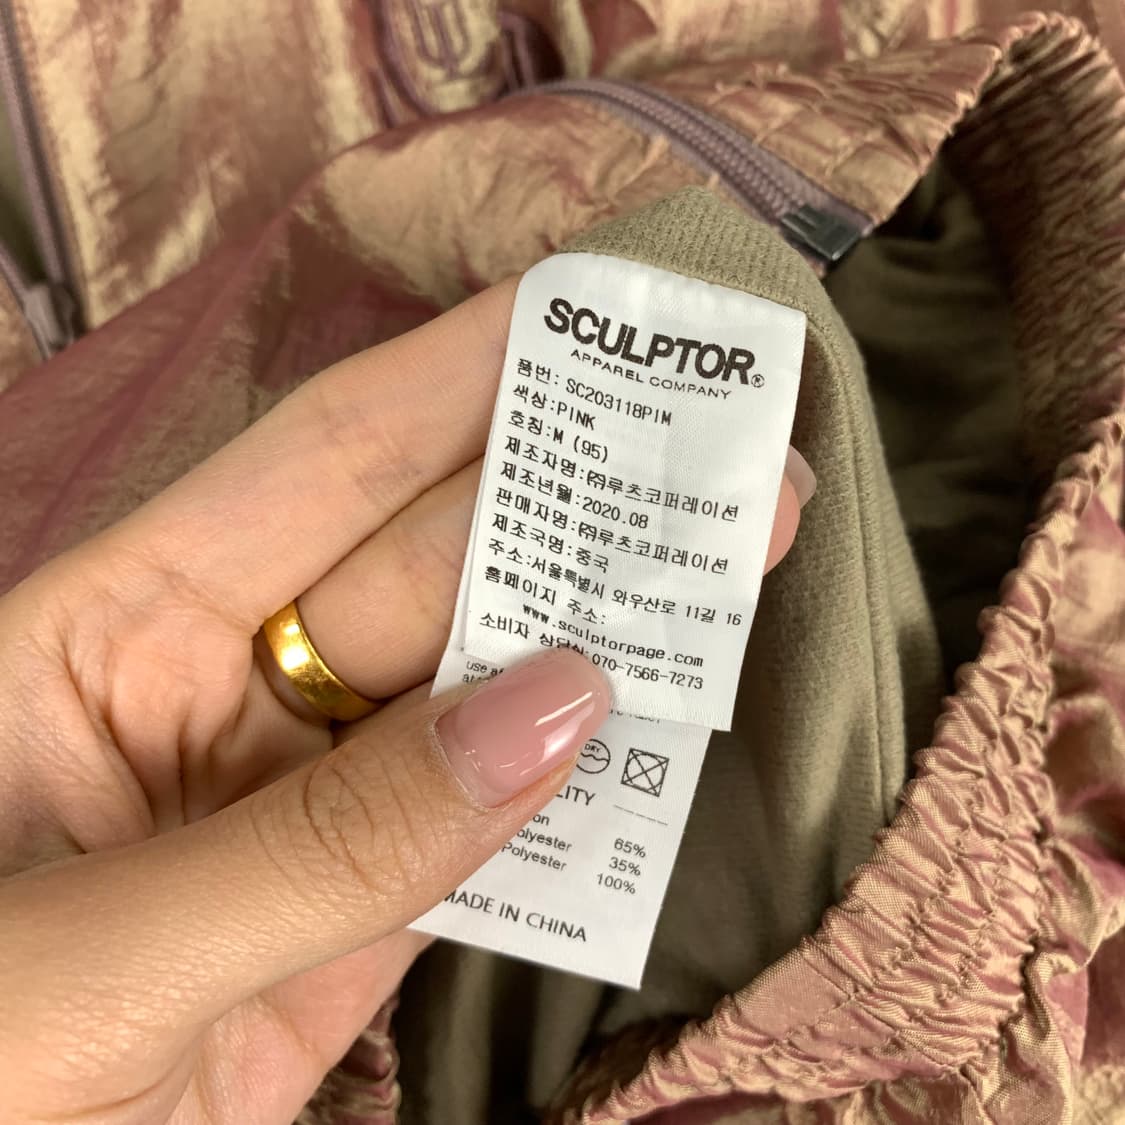 SCULPTOR®
APPAREL COMPANY
품번: SC203118PIM
색상:PINK
호칭:M (95)
제조자명:㈜루츠코퍼레이션
제조년월:2020.08
판매자명:㈜루츠코퍼레이션
제조국명:중국
주소:서울특별시 와우산로 11길 16
홈페이지 주소:
www.sculptorpage.com
소비자 상담실:070-7566-7273
use
DRY
65%
olyester 35%
Polyester 100%
MADE IN CHINA